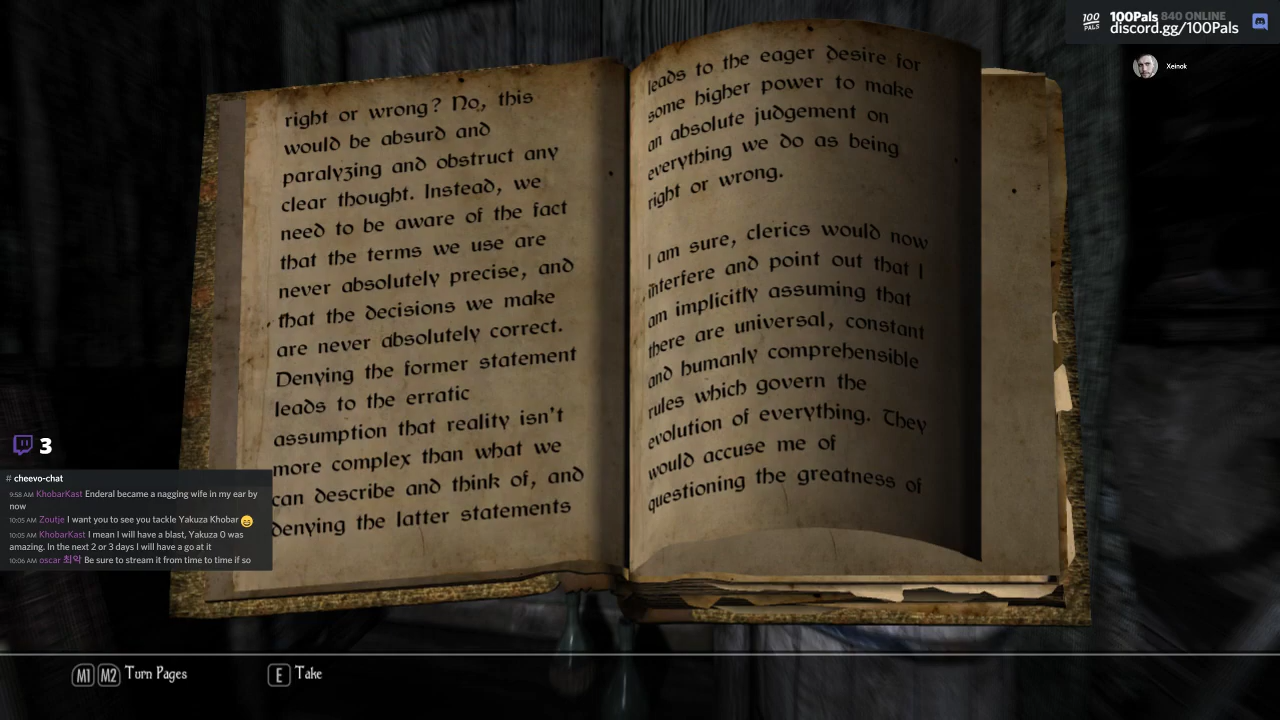 right or wrong? No, this
would be absurd and
paralyzing and obstruct any
clear thought. Instead, we
need to be aware of the fact
that the terms we use are
never absolutely precise, and
that the decisions we make
are never absolutely correct.
Denying the former statement
leads to the erratic
assumption that reality isn't
more complex than what we
can describe and think of, and
denying the latter statements
leads to the eager desire for
some higher power to make
an absolute judgement on
everything we do as being
right or wrong.
I am sure, clerics would now
interfere and point out that I
am implicitly assuming that
there are universal, constant
and humanly comprehensible
rules which govern the
evolution of everything. They
would accuse me of
questioning the greatness of
100
PALS
100Pals 840 ONLINE
discord.gg/100Pals
Xeinok
3
# cheevo-chat
9:58 AM KhobarKast Enderal became a nagging wife in my ear by
now
10:05 AM Zoutje I want you to see you tackle Yakuza Khobar 😄
10:05 AM KhobarKast I mean I will have a blast, Yakuza 0 was
amazing. In the next 2 or 3 days I will have a go at it
10:06 AM oscar 최악 Be sure to stream it from time to time if so
M1 M2 Turn Pages
E Take